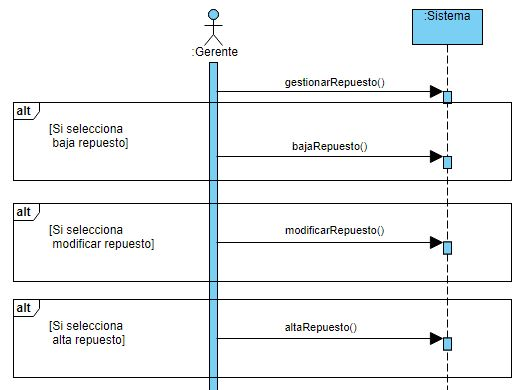 :Sistema
:Gerente
gestionarRepuesto()
alt
[Si selecciona
baja repuesto]
bajaRepuesto()
alt
[Si selecciona
modificar repuesto]
modificarRepuesto()
alt
[Si selecciona
alta repuesto]
altaRepuesto()